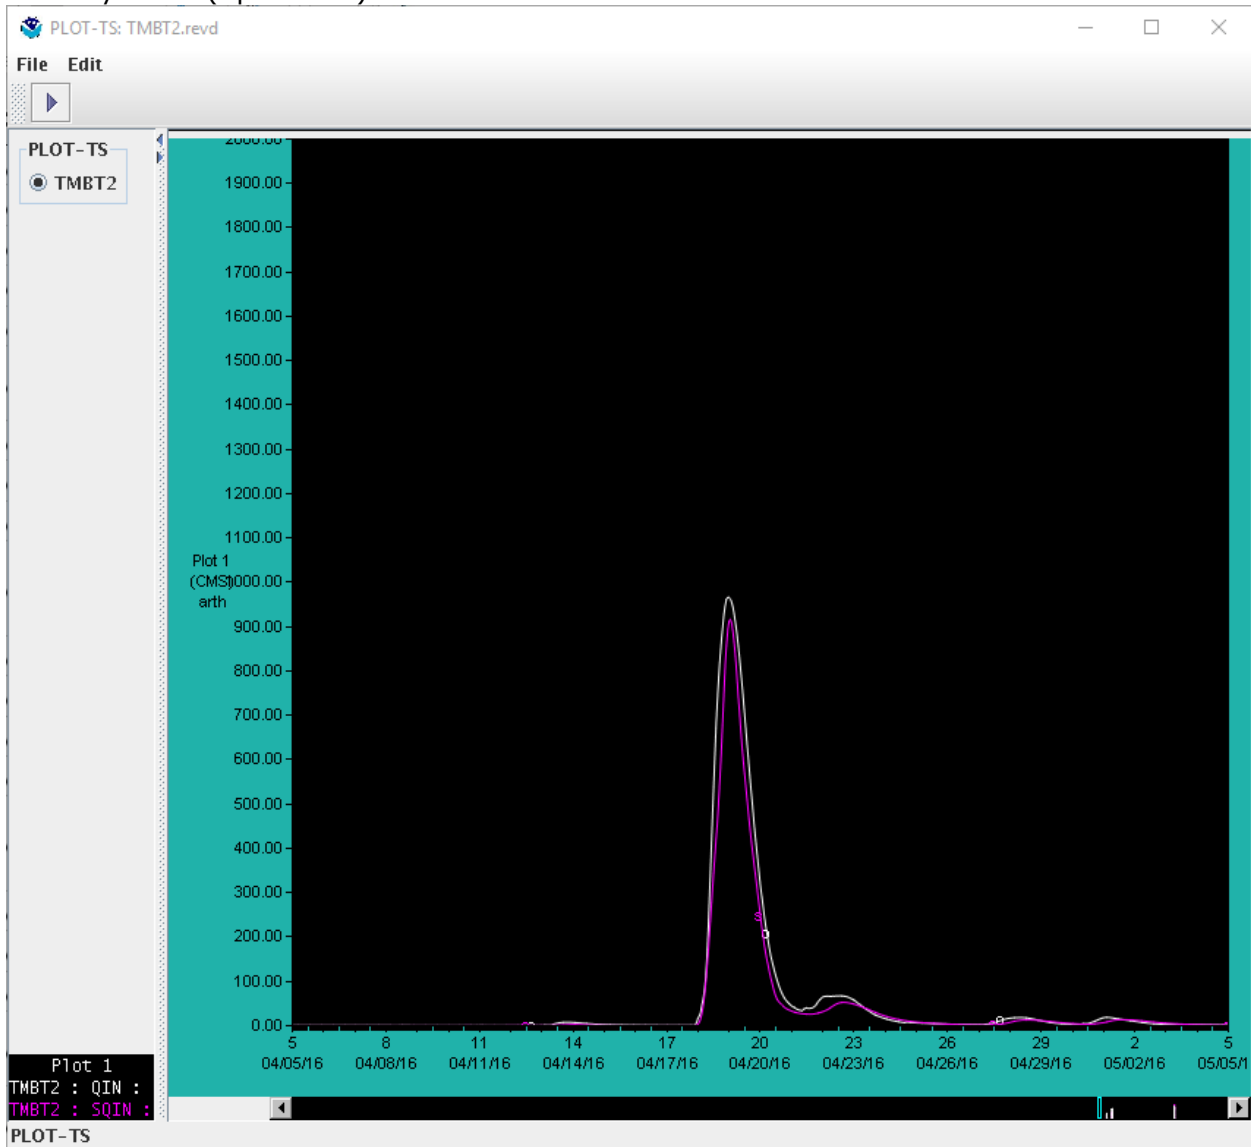 PLOT-TS: TMBT2.revd
File Edit
PLOT-TS
TMBT2
2000.00
1900.00
1800.00
1700.00
1600.00
1500.00
1400.00
1300.00
1200.00
1100.00
Plot 1
(CMS)
1000.00
arth
900.00
800.00
700.00
600.00
500.00
400.00
300.00
S
200.00
100.00
0.00
5 8 11 14 17 20 23 26 29 2 5
04/05/16 04/08/16 04/11/16 04/14/16 04/17/16 04/20/16 04/23/16 04/26/16 04/29/16 05/02/16 05/05/1
Plot 1
TMBT2 : QIN :
TMBT2 : SQIN :
PLOT-TS